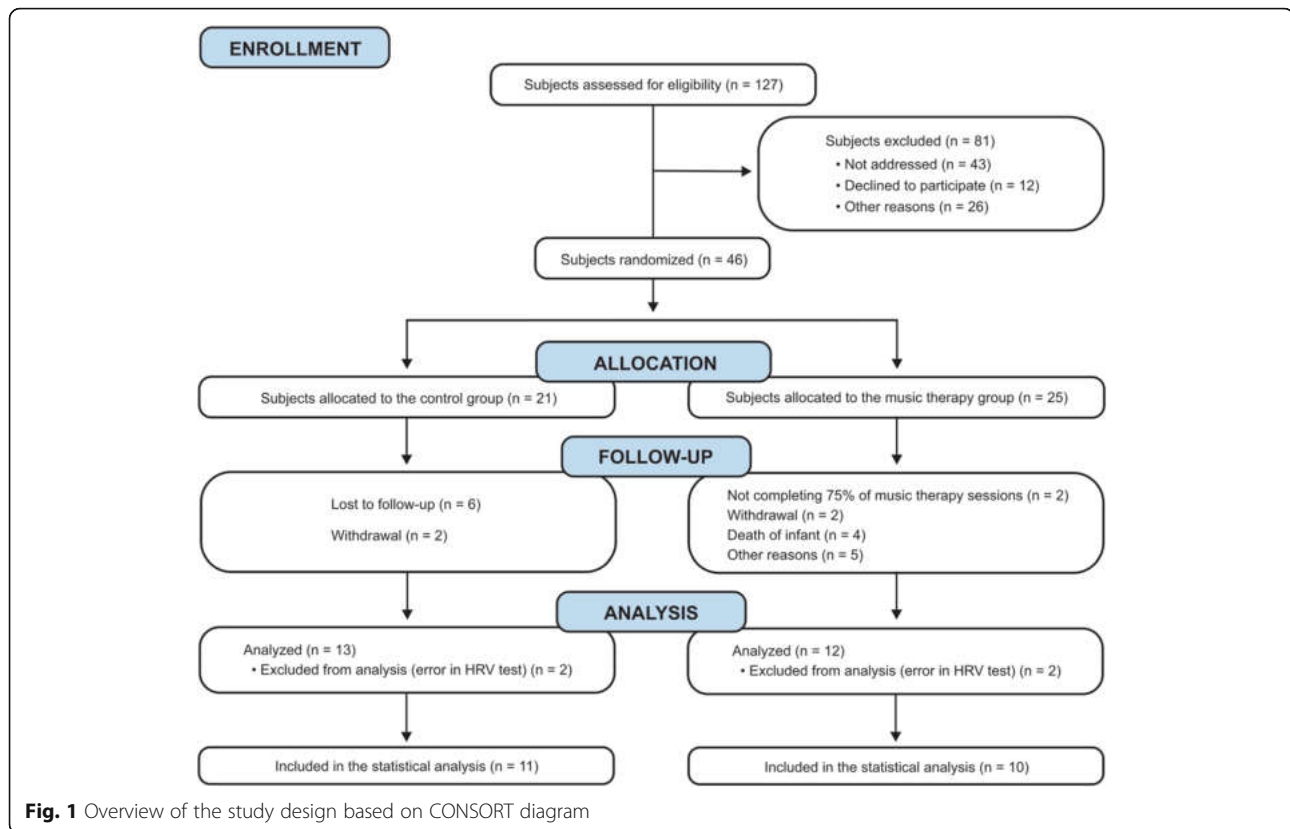 ENROLLMENT
Subjects assessed for eligibility (n = 127)
Subjects excluded (n = 81)
• Not addressed (n = 43)
• Declined to participate (n = 12)
• Other reasons (n = 26)
Subjects randomized (n = 46)
ALLOCATION
Subjects allocated to the control group (n = 21)
Subjects allocated to the music therapy group (n = 25)
FOLLOW-UP
Lost to follow-up (n = 6)
Withdrawal (n = 2)
Not completing 75% of music therapy sessions (n = 2)
Withdrawal (n = 2)
Death of infant (n = 4)
Other reasons (n = 5)
ANALYSIS
Analyzed (n = 13)
• Excluded from analysis (error in HRV test) (n = 2)
Analyzed (n = 12)
• Excluded from analysis (error in HRV test) (n = 2)
Included in the statistical analysis (n = 11)
Included in the statistical analysis (n = 10)
Fig. 1 Overview of the study design based on CONSORT diagram